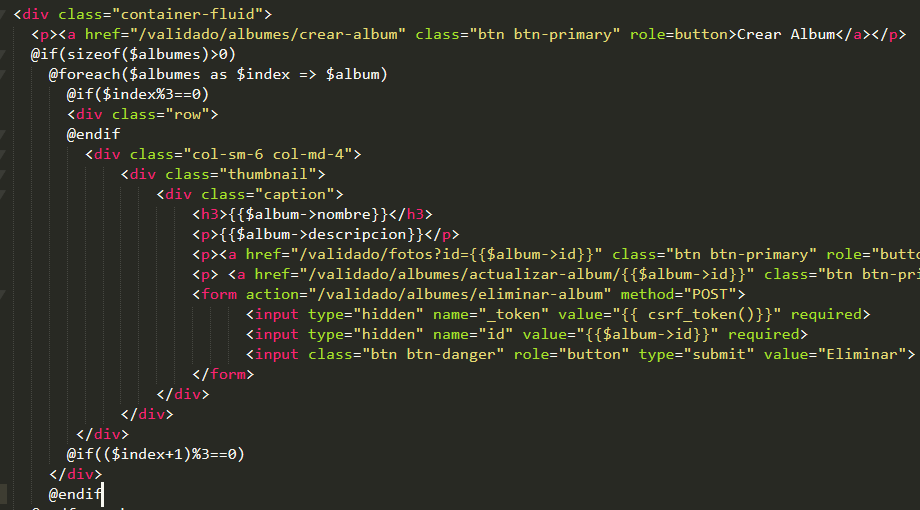 <div class="container-fluid">
<p><a href="/validado/albumes/crear-album" class="btn btn-primary" role=button>Crear Album</a></p>
@if(sizeof($albumes)>0)
@foreach($albumes as $index => $album)
@if($index%3==0)
<div class="row">
@endif
<div class="col-sm-6 col-md-4">
<div class="thumbnail">
<div class="caption">
<h3>{{$album->nombre}}</h3>
<p>{{$album->descripcion}}</p>
<p><a href="/validado/fotos?id={{$album->id}}" class="btn btn-primary" role="butto
<p> <a href="/validado/albumes/actualizar-album/{{$album->id}}" class="btn btn-pri
<form action="/validado/albumes/eliminar-album" method="POST">
<input type="hidden" name="_token" value="{{ csrf_token()}}" required>
<input type="hidden" name="id" value="{{$album->id}}" required>
<input class="btn btn-danger" role="button" type="submit" value="Eliminar">
</form>
</div>
</div>
</div>
@if(($index+1)%3==0)
</div>
@endif